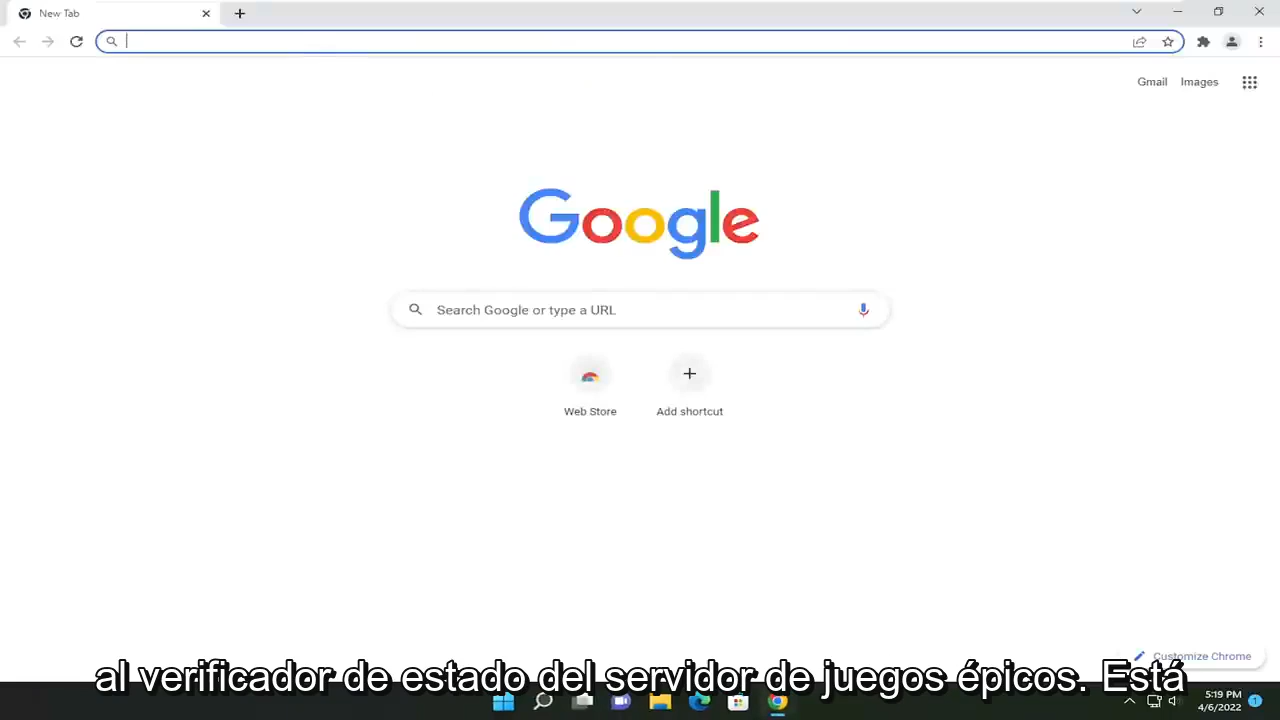 New Tab
Gmail Images
Google
Search Google or type a URL
Web Store Add shortcut
Customize Chrome
al verificador de estado del servidor de juegos épicos. Está
5:19 PM
4/6/2022
1